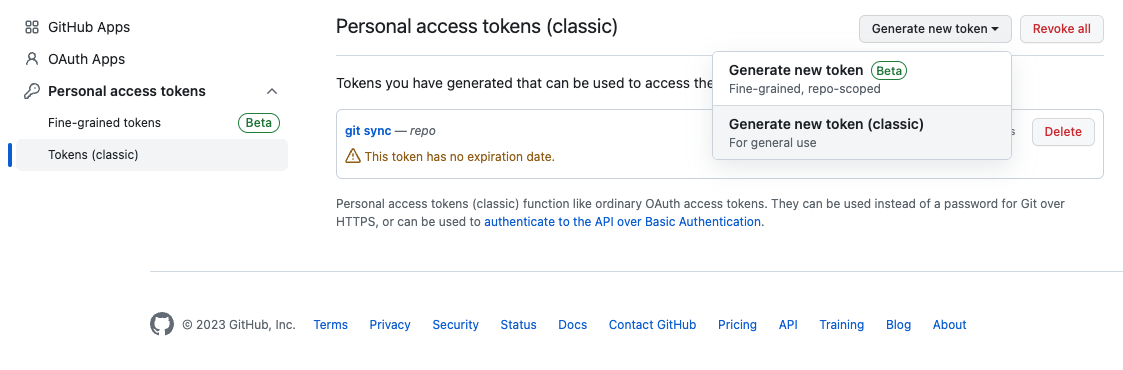 GitHub Apps
OAuth Apps
Personal access tokens
Fine-grained tokens Beta
Tokens (classic)
Personal access tokens (classic)
Generate new token
Revoke all
Generate new token Beta
Fine-grained, repo-scoped
Generate new token (classic)
For general use
Tokens you have generated that can be used to access the
git sync — repo
s
Delete
This token has no expiration date.
Personal access tokens (classic) function like ordinary OAuth access tokens. They can be used instead of a password for Git over
HTTPS, or can be used to authenticate to the API over Basic Authentication.
© 2023 GitHub, Inc. Terms Privacy Security Status Docs Contact GitHub Pricing API Training Blog About